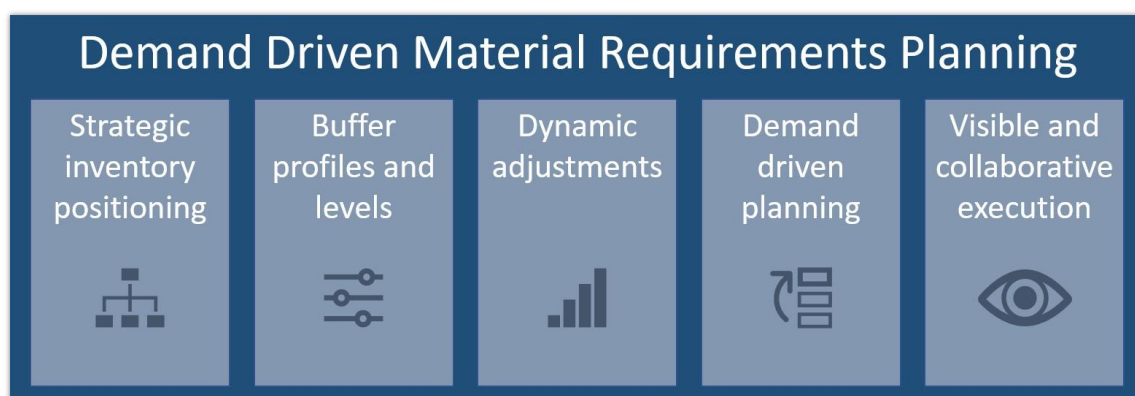 Demand Driven Material Requirements Planning
Strategic
inventory
positioning
Buffer
profiles and
levels
Dynamic
adjustments
Demand
driven
planning
Visible and
collaborative
execution